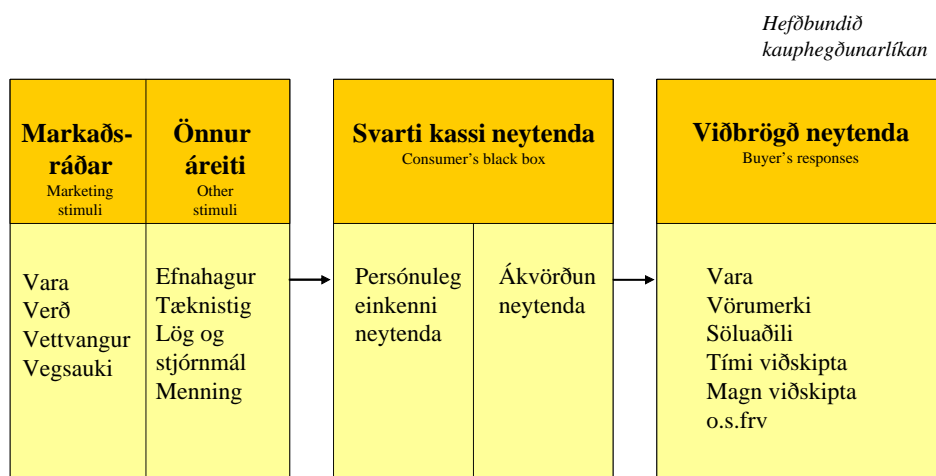 Hefðbundið
kauphegðunarlíkan
Markaðs-
ráðar
Marketing
stimuli
Önnur
áreiti
Other
stimuli
Svarti kassi neytenda
Consumer's black box
Viðbrögð neytenda
Buyer's responses
Vara
Verð
Vettvangur
Vegsauki
Efnahagur
Tæknistig
Lög og
stjórnmál
Menning
Persónuleg
einkenni
neytenda
Ákvörðun
neytenda
Vara
Vörumerki
Söluaðili
Tími viðskipta
Magn viðskipta
o.s.frv